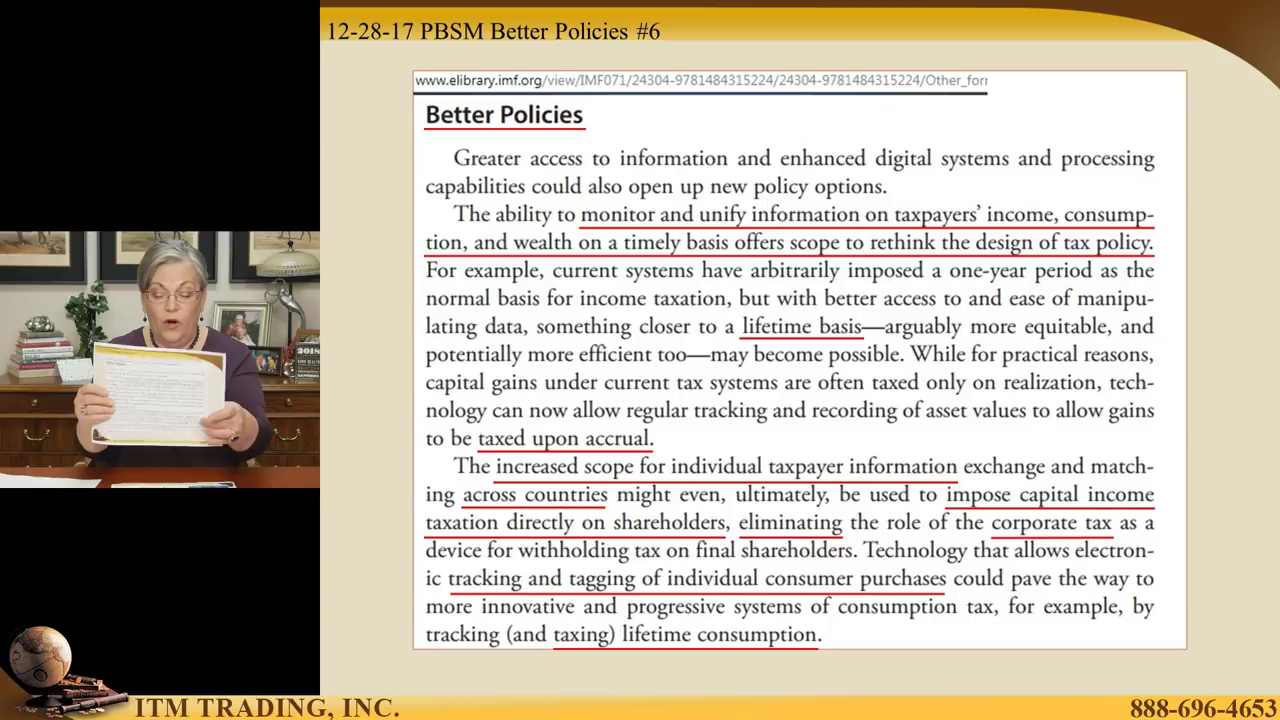 12-28-17 PBSM Better Policies #6
www.elibrary.imf.org/view/IMF071/24304-9781484315224/24304-9781484315224/Other_for
Better Policies
Greater access to information and enhanced digital systems and processing
capabilities could also open up new policy options.
The ability to monitor and unify information on taxpayers' income, consump-
tion, and wealth on a timely basis offers scope to rethink the design of tax policy.
For example, current systems have arbitrarily imposed a one-year period as the
normal basis for income taxation, but with better access to and ease of manipu-
lating data, something closer to a lifetime basis—arguably more equitable, and
potentially more efficient too—may become possible. While for practical reasons,
capital gains under current tax systems are often taxed only on realization, tech-
nology can now allow regular tracking and recording of asset values to allow gains
to be taxed upon accrual.
The increased scope for individual taxpayer information exchange and match-
ing across countries might even, ultimately, be used to impose capital income
taxation directly on shareholders, eliminating the role of the corporate tax as a
device for withholding tax on final shareholders. Technology that allows electron-
ic tracking and tagging of individual consumer purchases could pave the way to
more innovative and progressive systems of consumption tax, for example, by
tracking (and taxing) lifetime consumption.
2018
ITM TRADING, INC.
888-696-4653